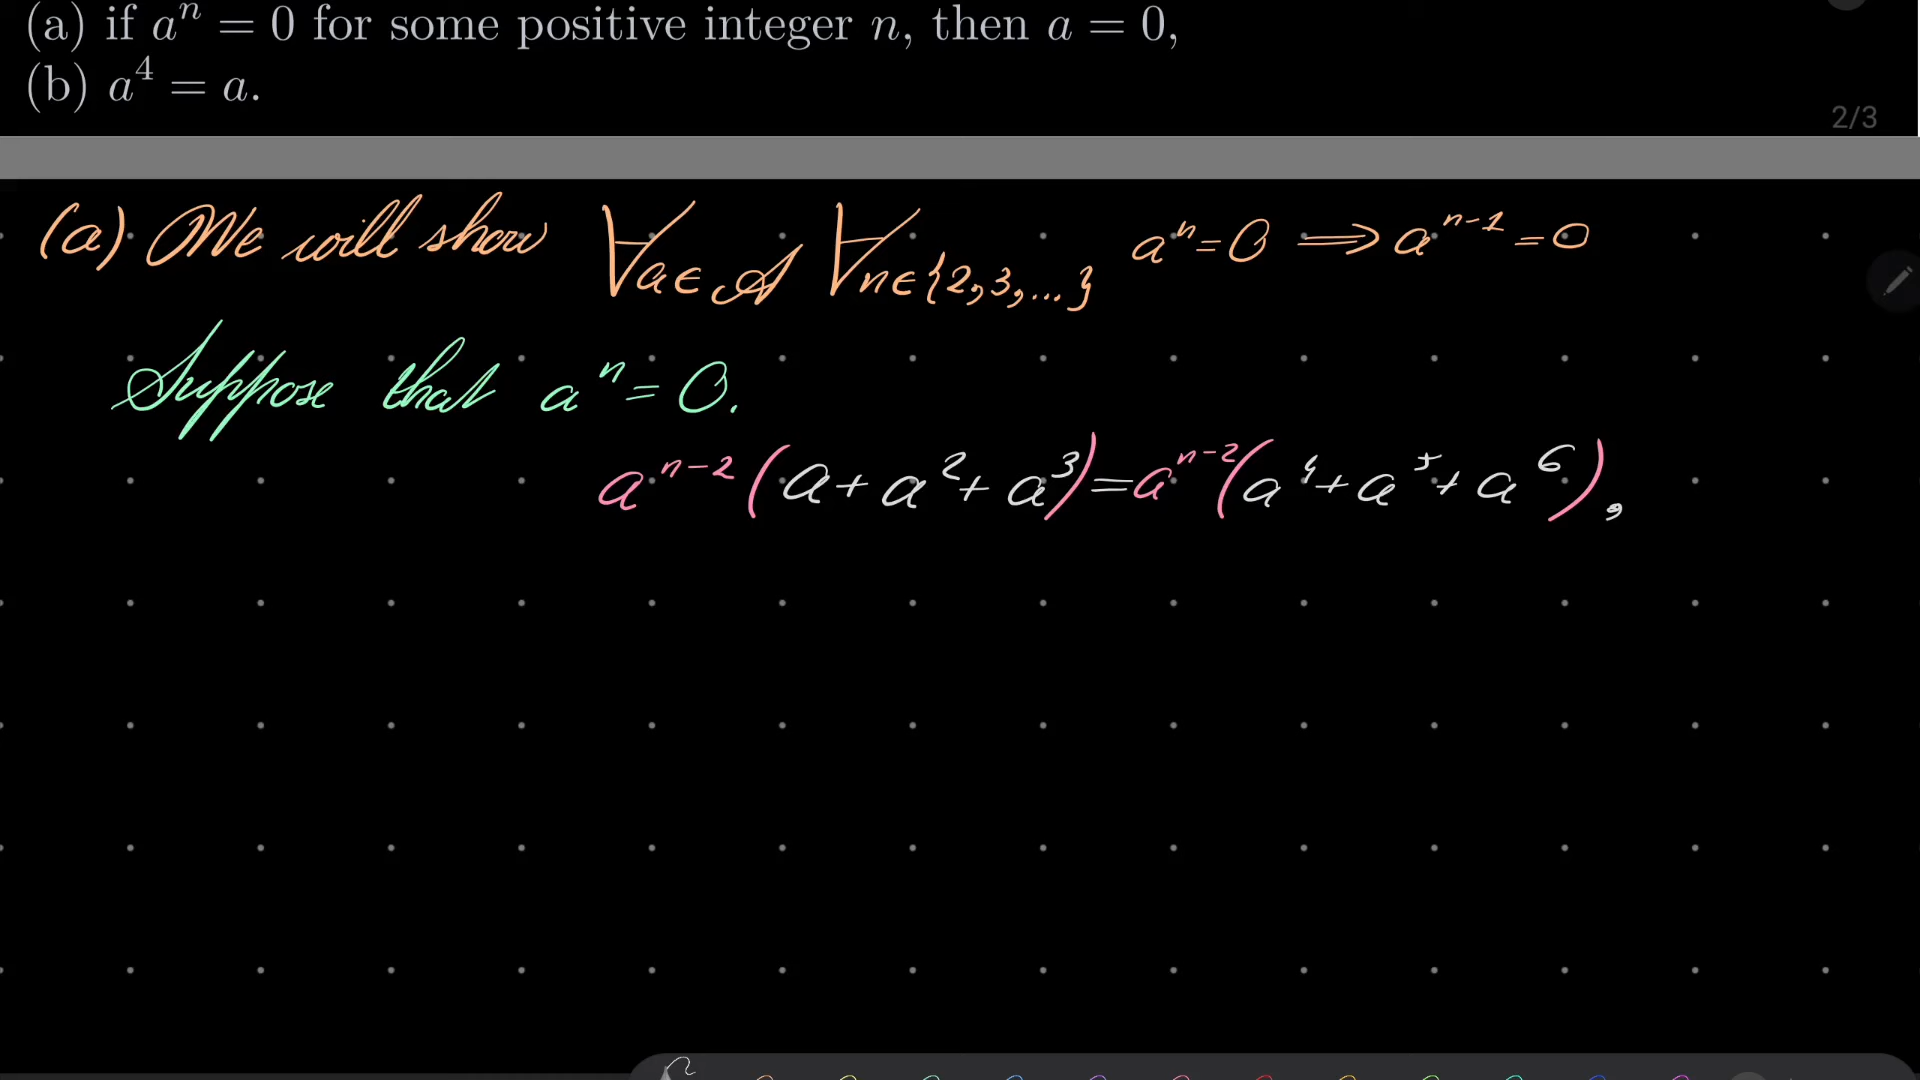 (a) if aⁿ = 0 for some positive integer n, then a = 0,
(b) a⁴ = a.
2/3
(a) We will show ∀a∈A ∀n∈{2,3,...} aⁿ=0 ⟹ aⁿ⁻¹=0
Suppose that aⁿ=0.
aⁿ⁻²(a+a²+a³)=aⁿ⁻²(a⁴+a⁵+a⁶),